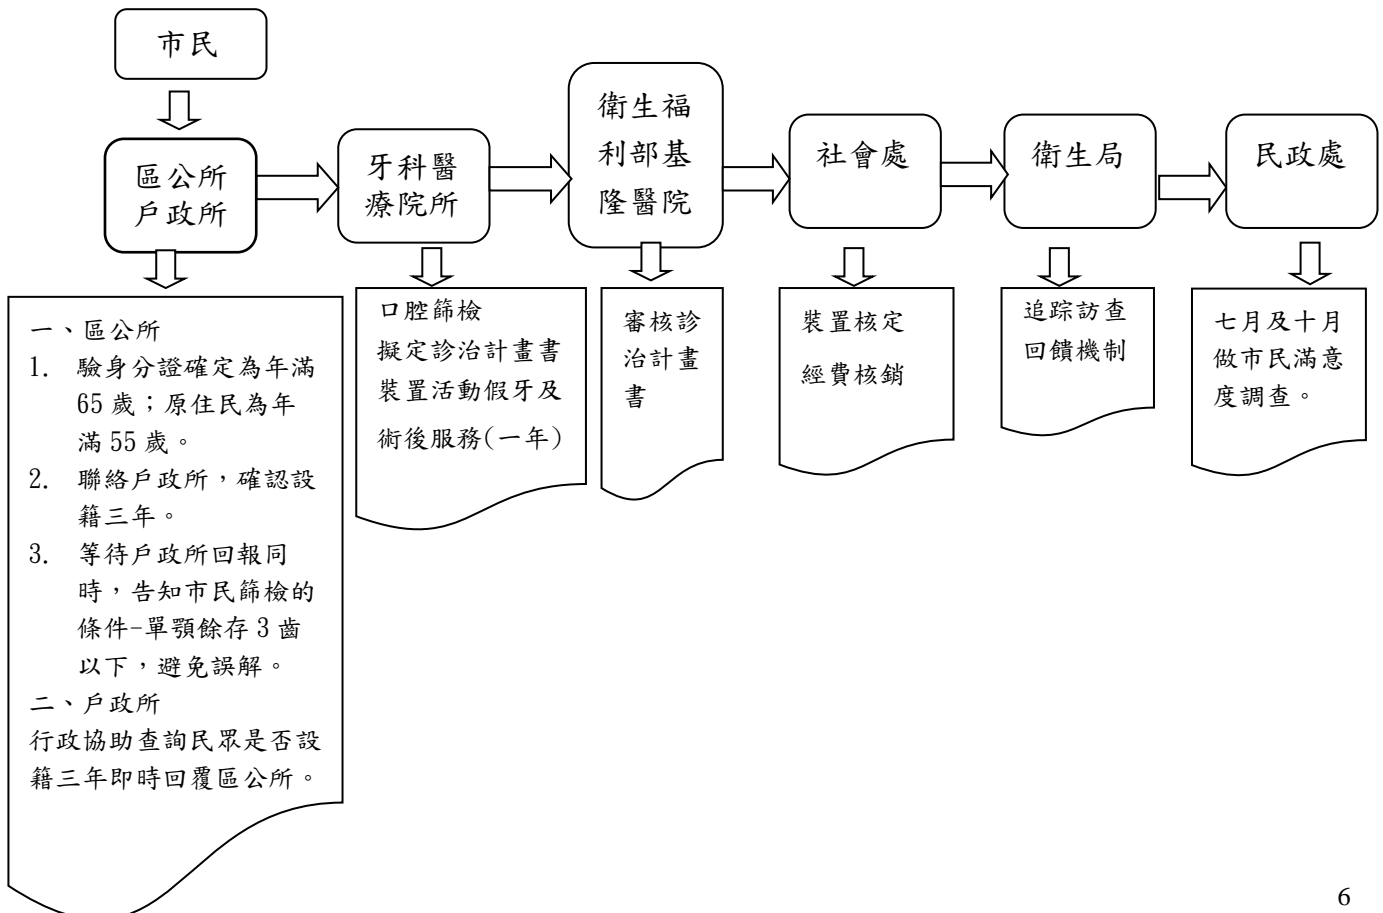 市民
區公所
戶政所
牙科醫
療院所
衛生福
利部基
隆醫院
社會處
衛生局
民政處
一、區公所
1. 驗身分證確定為年滿
65 歲；原住民為年
滿 55 歲。
2. 聯絡戶政所，確認設
籍三年。
3. 等待戶政所回報同
時，告知市民篩檢的
條件-單顎餘存 3 齒
以下，避免誤解。
二、戶政所
行政協助查詢民眾是否設
籍三年即時回覆區公所。
口腔篩檢
擬定診治計畫書
裝置活動假牙及
術後服務(一年)
審核診
治計畫
書
裝置核定
經費核銷
追踪訪查
回饋機制
七月及十月
做市民滿意
度調查。
6